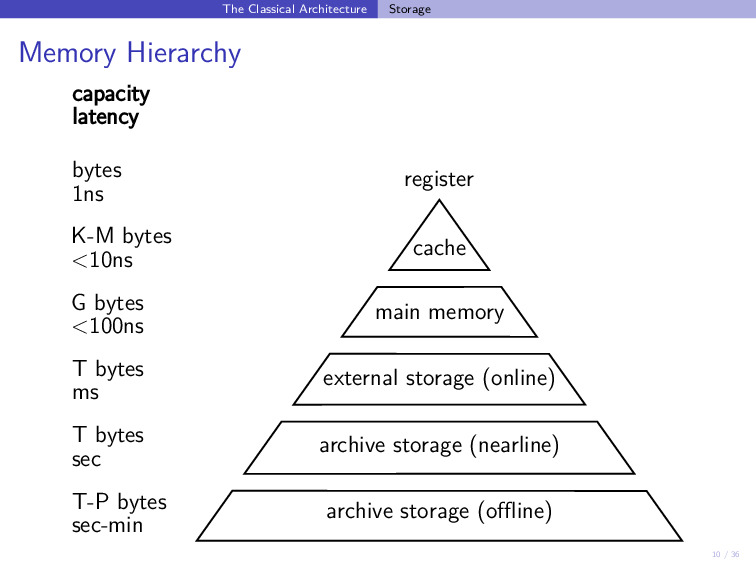 The Classical Architecture Storage
Memory Hierarchy
capacity
latency
bytes
1ns
register
K-M bytes
<10ns
cache
G bytes
<100ns
main memory
T bytes
ms
external storage (online)
T bytes
sec
archive storage (nearline)
T-P bytes
sec-min
archive storage (offline)
10 / 36